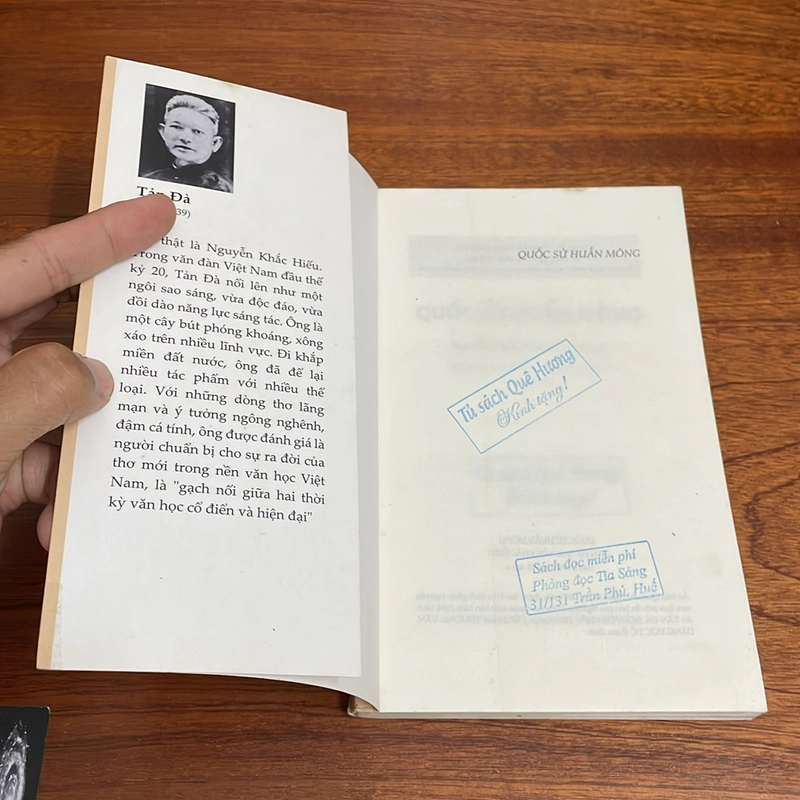 Tản Đà
39)
thật là Nguyễn Khắc Hiếu.
Trong văn đàn Việt Nam đầu thế
kỷ 20, Tản Đà nổi lên như một
ngôi sao sáng, vừa độc đáo, vừa
dồi dào năng lực sáng tác. Ông là
một cây bút phóng khoáng, xông
xáo trên nhiều lĩnh vực. Đi khắp
miền đất nước, ông đã để lại
nhiều tác phẩm với nhiều thể
loại. Với những dòng thơ lãng
mạn và ý tưởng ngông nghênh,
đậm cá tính, ông được đánh giá là
người chuẩn bị cho sự ra đời của
thơ mới trong nền văn học Việt
Nam, là "gạch nối giữa hai thời
kỳ văn học cổ điển và hiện đại"
QUỐC SỬ HUẤN MÔNG
Tủ sách Quê Hương
Kính tặng!
Sách đọc miễn phí
Phòng đọc Tia Sáng
31/131 Trần Phú, Huế